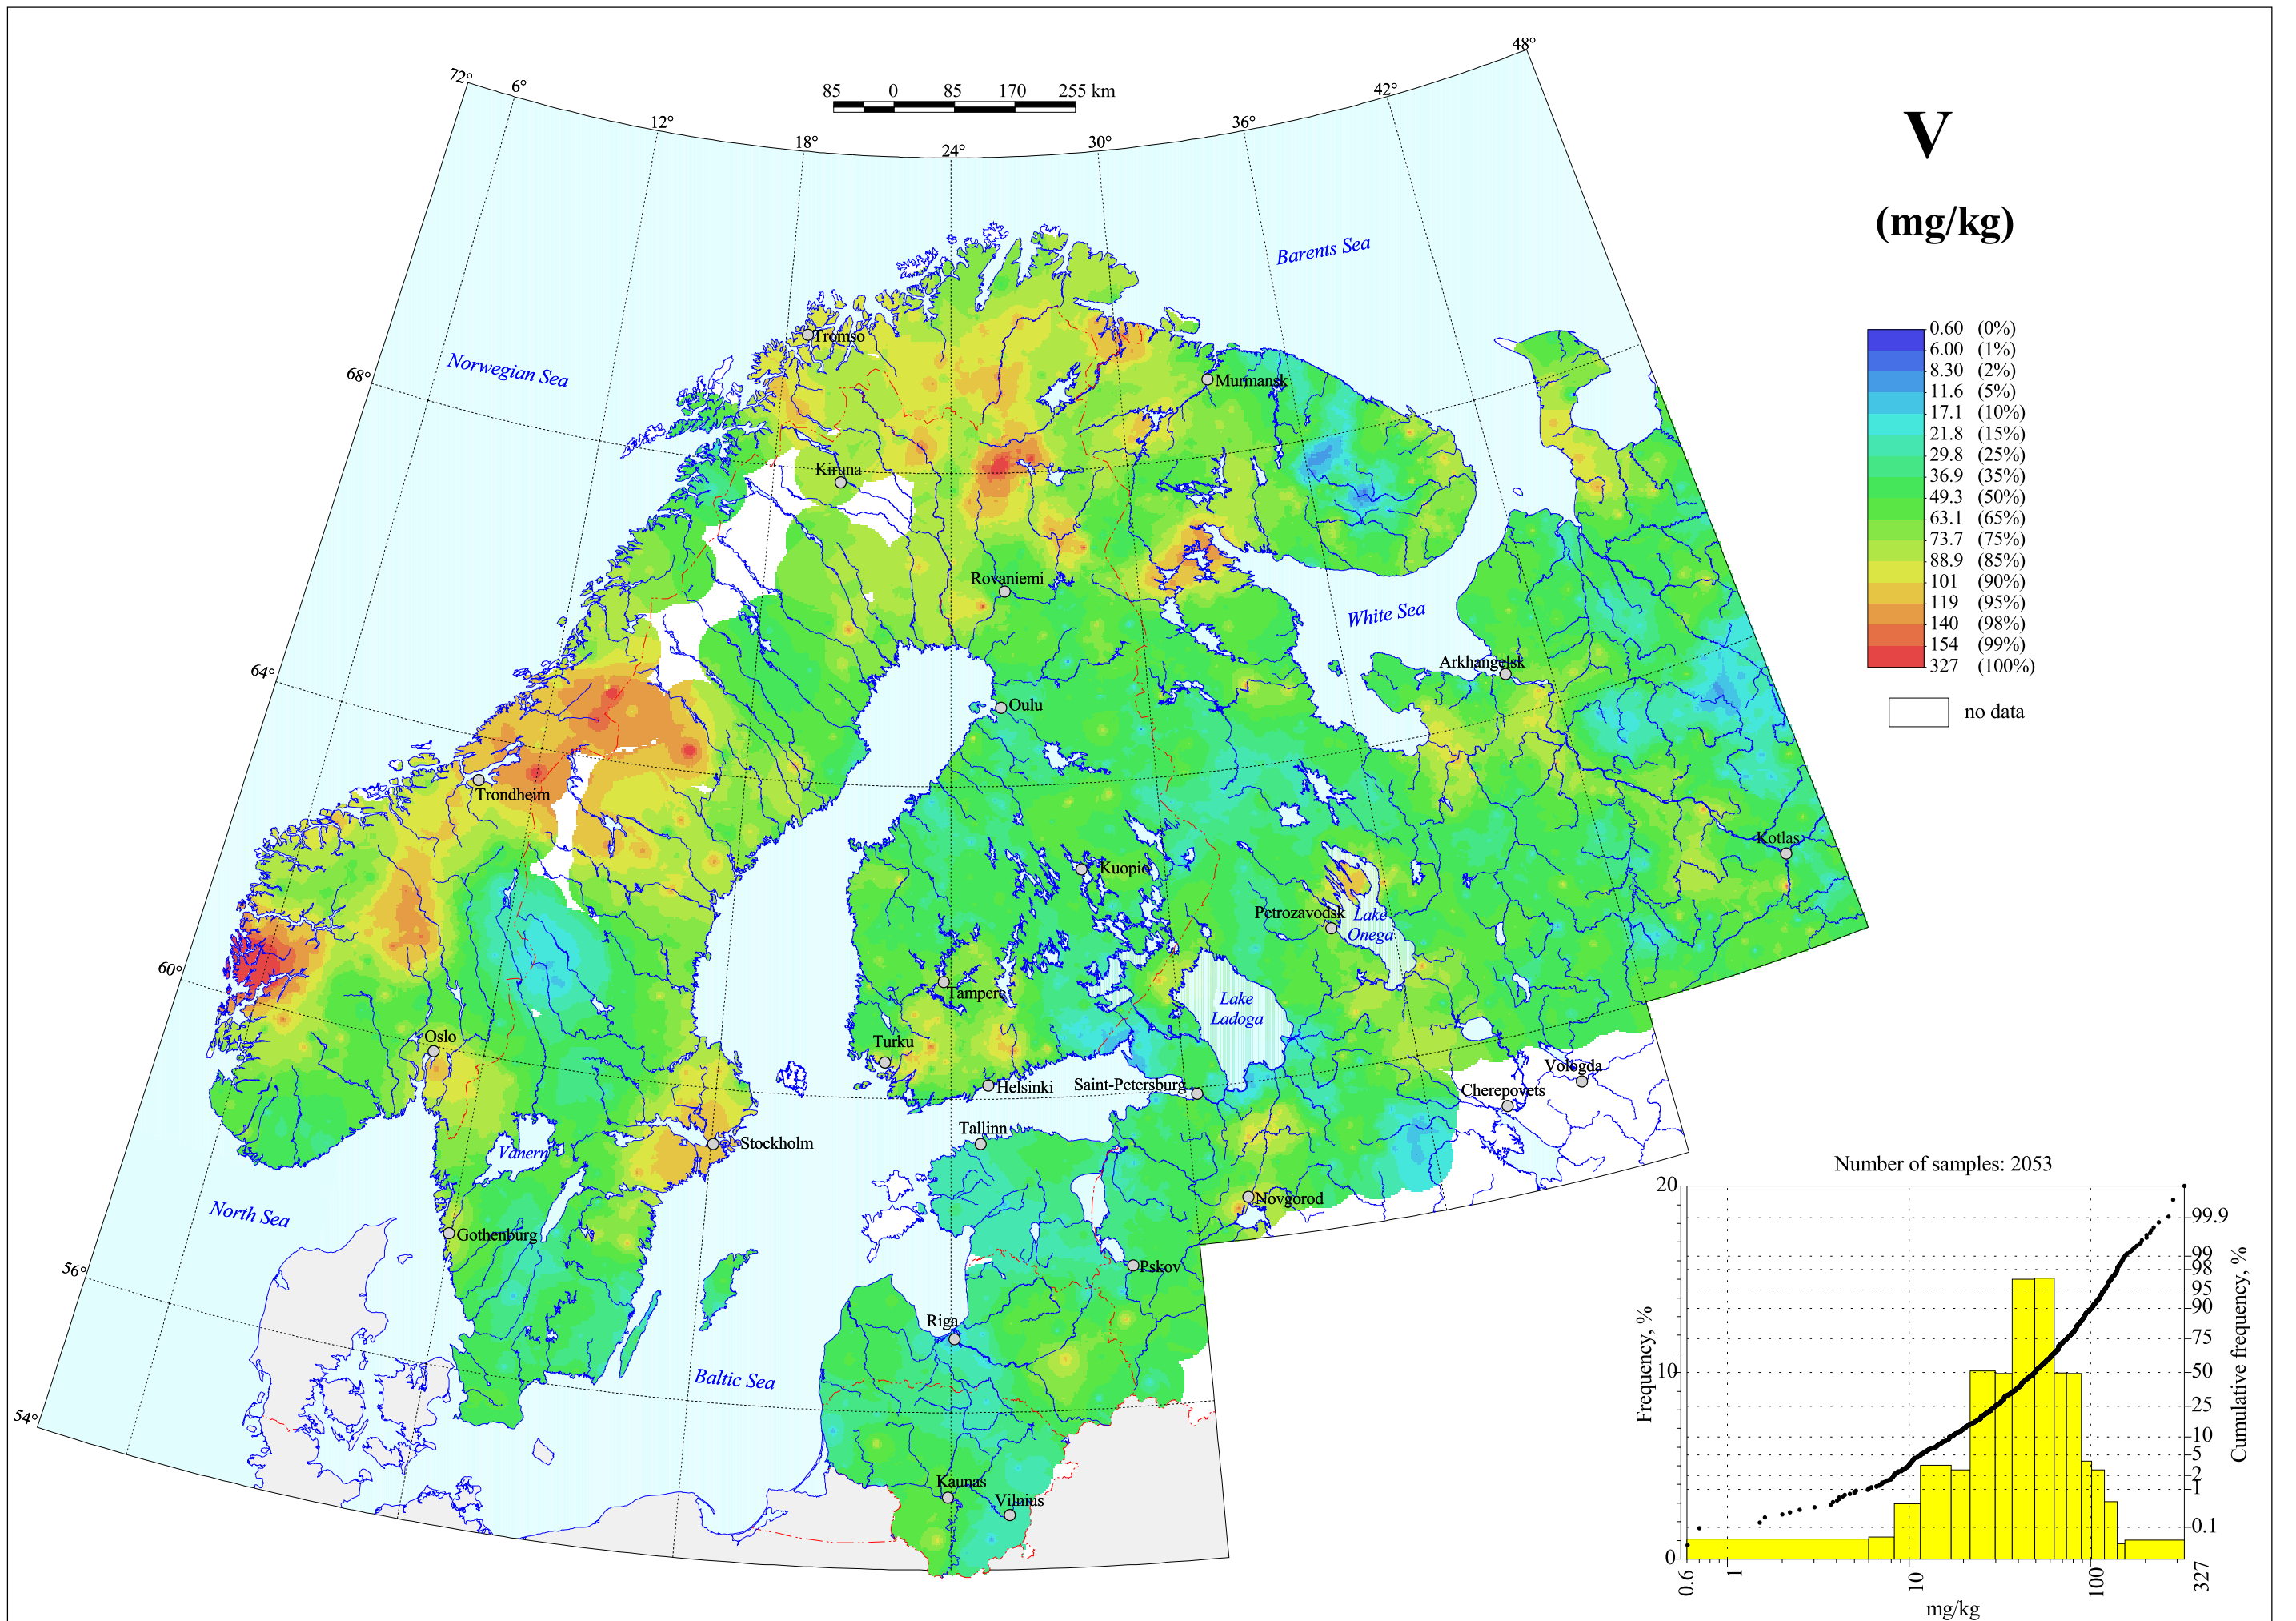 48°
72°
6°
42°
85 0 85 170 255 km
12°
36°
18°
30°
24°
V
(mg/kg)
Barents Sea
Norwegian Sea
68°
Tromso
Murmansk
Kiruna
Rovaniemi
White Sea
Arkhangelsk
64°
Oulu
Trondheim
Kotlas
Kuopio
Petrozavodsk
Lake
Onega
60°
Tampere
Lake
Ladoga
Oslo
Turku
Helsinki
Saint-Petersburg
Vologda
Cherepovets
Stockholm
Tallinn
Vänern
Novgorod
North Sea
Gothenburg
Pskov
56°
Riga
Baltic Sea
54°
Kaunas
Vilnius
0.60 (0%)
6.00 (1%)
8.30 (2%)
11.6 (5%)
17.1 (10%)
21.8 (15%)
29.8 (25%)
36.9 (35%)
49.3 (50%)
63.1 (65%)
73.7 (75%)
88.9 (85%)
101 (90%)
119 (95%)
140 (98%)
154 (99%)
327 (100%)
no data
Number of samples: 2053
Frequency, %
20
10
0
Cumulative frequency, %
99.9
99
98
95
90
75
50
25
10
5
2
1
0.1
0.6 1 10 100 327
mg/kg